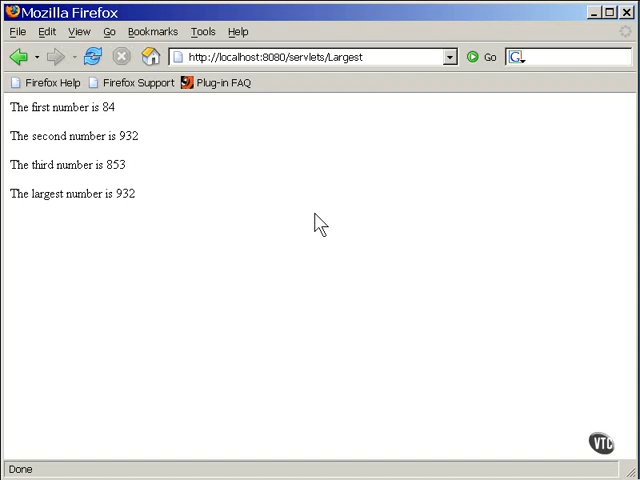 Mozilla Firefox
File Edit View Go Bookmarks Tools Help
http://localhost:8080/servlets/Largest Go G
Firefox Help Firefox Support Plug-in FAQ
The first number is 84
The second number is 932
The third number is 853
The largest number is 932
VTC
Done